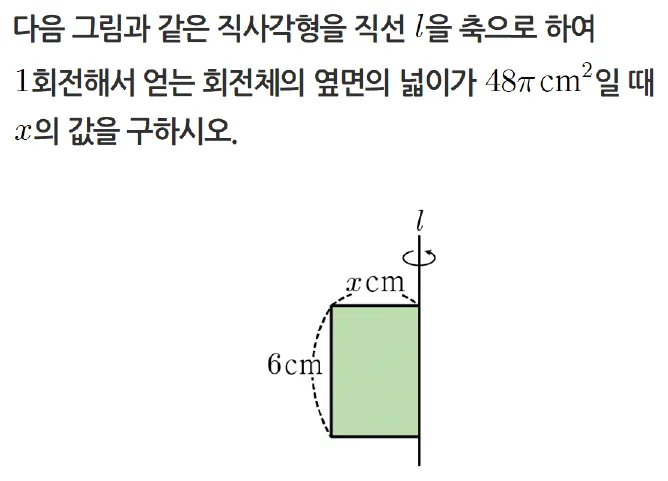 다음 그림과 같은 직사각형을 직선 l을 축으로 하여
1회전해서 얻는 회전체의 옆면의 넓이가 48π cm²일 때
x의 값을 구하시오.
l
x cm
6 cm